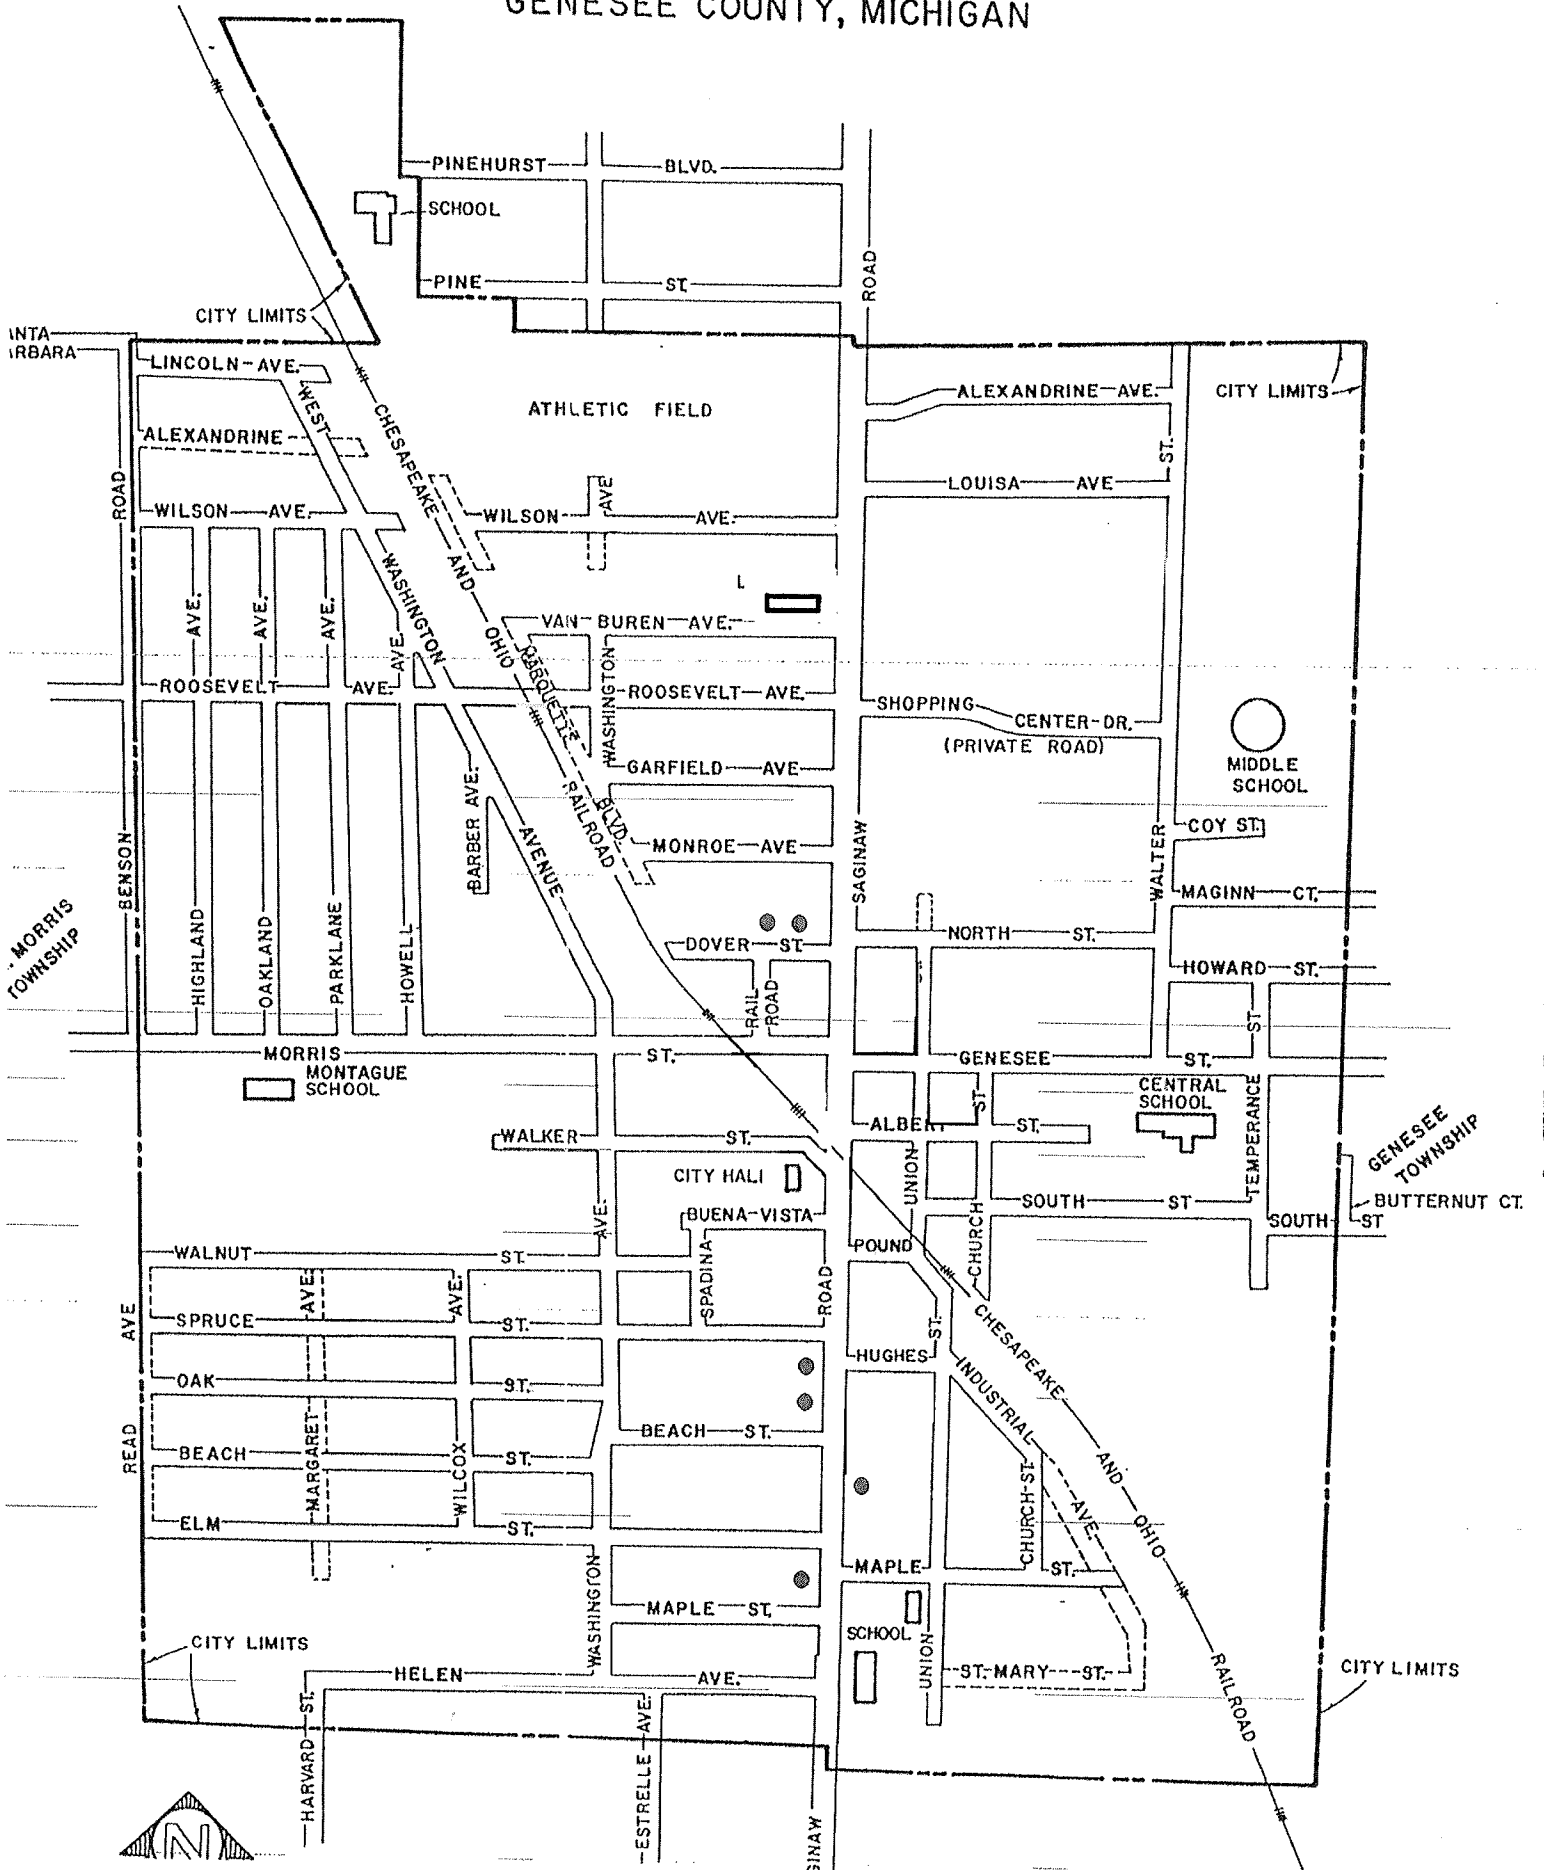 GENESEE COUNTY, MICHIGAN
PINEHURST BLVD.
SCHOOL
PINE ST.
ROAD
CITY LIMITS
LINCOLN AVE.
WEST
ATHLETIC FIELD
ALEXANDRINE AVE.
CITY LIMITS
ALEXANDRINE
CHESAPEAKE AND OHIO RAILROAD
ST.
LOUISA AVE
ROAD
WILSON AVE.
WILSON AVE.
AVE
WASHINGTON AVENUE
L
AVE.
AVE.
AVE.
AVE.
VAN BUREN AVE.
MARQUETTE BLVD.
WASHINGTON
ROOSEVELT AVE.
ROOSEVELT AVE.
SHOPPING CENTER DR.
(PRIVATE ROAD)
MIDDLE
SCHOOL
GARFIELD AVE
BARBER AVE.
MONROE AVE
SAGINAW
WALTER
COY ST.
MAGINN CT.
BENSON
HIGHLAND
OAKLAND
PARKLANE
HOWELL
MORRIS
TOWNSHIP
DOVER ST.
NORTH ST.
HOWARD ST.
RAIL
ROAD
ST
MORRIS ST.
GENESEE ST.
MONTAGUE
SCHOOL
CENTRAL
SCHOOL
ST
TEMPERANCE
WALKER ST.
ST.
UNION
GENESEE
TOWNSHIP
CITY HALL
BUTTERNUT CT.
SOUTH ST
SOUTH ST
CHURCH
BUENA VISTA
AVE.
WALNUT ST.
POUND
SPADINA
ROAD
AVE.
AVE.
SPRUCE ST.
ST.
CHESAPEAKE AND OHIO RAILROAD
HUGHES
INDUSTRIAL AVE.
OAK ST.
BEACH ST.
READ AVE
BEACH ST.
MARGARET
WILCOX
CHURCH ST
ELM ST.
MAPLE ST.
WASHINGTON
MAPLE ST.
SCHOOL
UNION
CITY LIMITS
HELEN AVE.
ST. MARY ST.
CITY LIMITS
HARVARD ST.
ESTRELLE AVE.
N